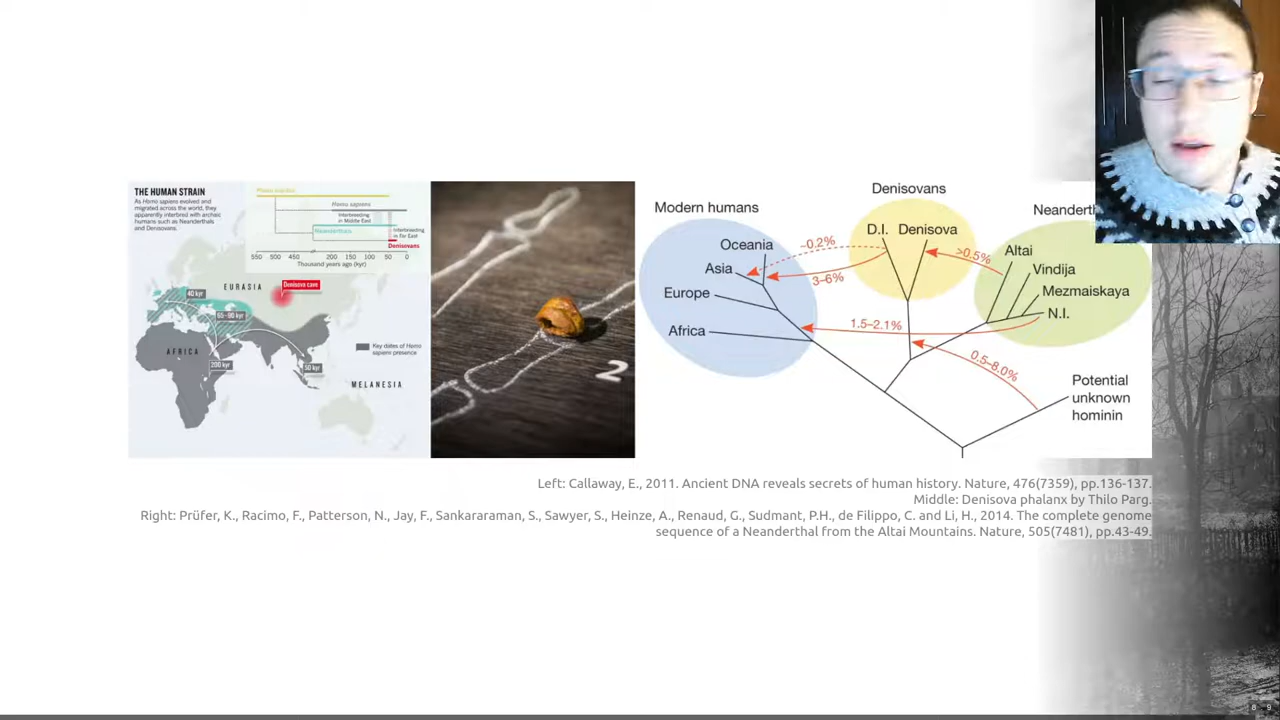 THE HUMAN STRAIN
As Homo sapiens evolved and
migrated across the world, they
apparently interbred with archaic
humans such as Neanderthals
and Denisovans.
Homo sapiens
Interbreeding
in Middle East
Neanderthals
Interbreeding
in Far East
Denisovans
550 500 450 200 150 100 50 0
Thousand years ago (kyr)
Denisova cave
EURASIA
40 kyr
65–90 kyr
AFRICA
200 kyr
50 kyr
Key dates of Homo
sapiens presence
MELANESIA
2
Denisovans
Modern humans
Neanderth
Oceania
Asia
Europe
Africa
~0.2%
3–6%
D.I. Denisova
>0.5%
Altai
Vindija
Mezmaiskaya
N.I.
1.5–2.1%
0.5–8.0%
Potential
unknown
hominin
Left: Callaway, E., 2011. Ancient DNA reveals secrets of human history. Nature, 476(7359), pp.136-137.
Middle: Denisova phalanx by Thilo Parg.
Right: Prüfer, K., Racimo, F., Patterson, N., Jay, F., Sankararaman, S., Sawyer, S., Heinze, A., Renaud, G., Sudmant, P.H., de Filippo, C. and Li, H., 2014. The complete genome
sequence of a Neanderthal from the Altai Mountains. Nature, 505(7481), pp.43-49.
8 9